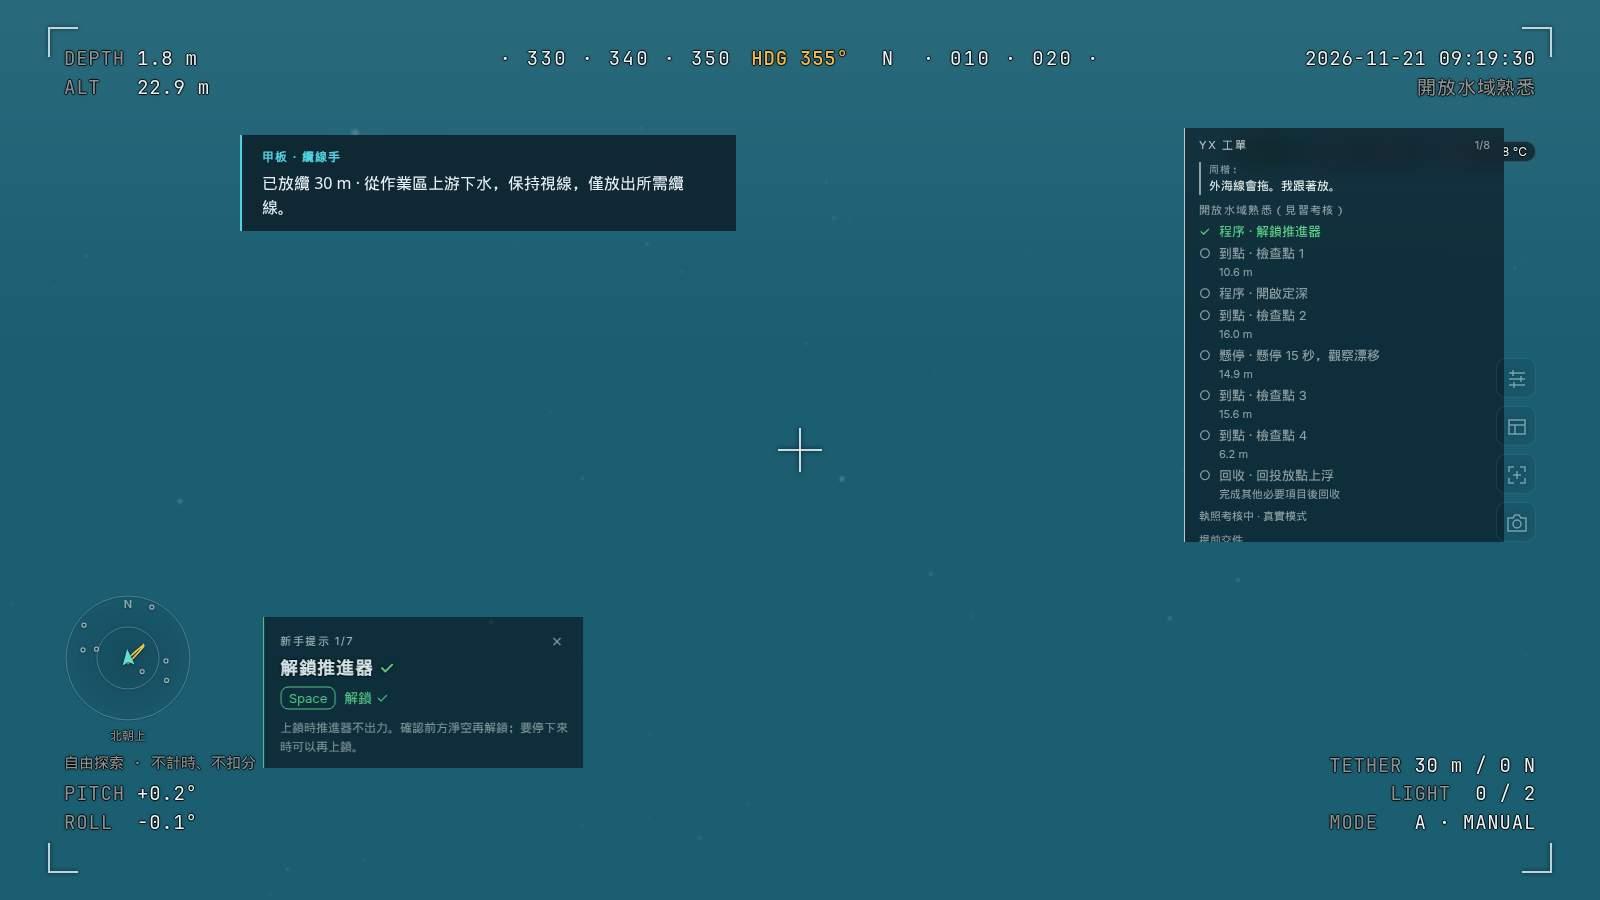 DEPTH 1.8 m
ALT 22.9 m
· 330 · 340 · 350 HDG 355° N · 010 · 020 ·
2026-11-21 09:19:30
開放水域熟悉
甲板 · 纜線手
已放纜 30 m · 從作業區上游下水，保持視線，僅放出所需纜
線。
YX 工單 1/8
8 °C
周楷：
外海線會拖。我跟著放。
開放水域熟悉（見習考核）
程序 · 解鎖推進器
到點 · 檢查點 1
10.6 m
程序 · 開啟定深
到點 · 檢查點 2
16.0 m
懸停 · 懸停 15 秒，觀察漂移
14.9 m
到點 · 檢查點 3
15.6 m
到點 · 檢查點 4
6.2 m
回收 · 回投放點上浮
完成其他必要項目後回收
執照考核中 · 真實模式
提前交件
N
北朝上
自由探索 · 不計時、不扣分
PITCH +0.2°
ROLL -0.1°
新手提示 1/7
解鎖推進器
Space 解鎖
上鎖時推進器不出力。確認前方淨空再解鎖；要停下來
時可以再上鎖。
TETHER 30 m / 0 N
LIGHT 0 / 2
MODE A · MANUAL